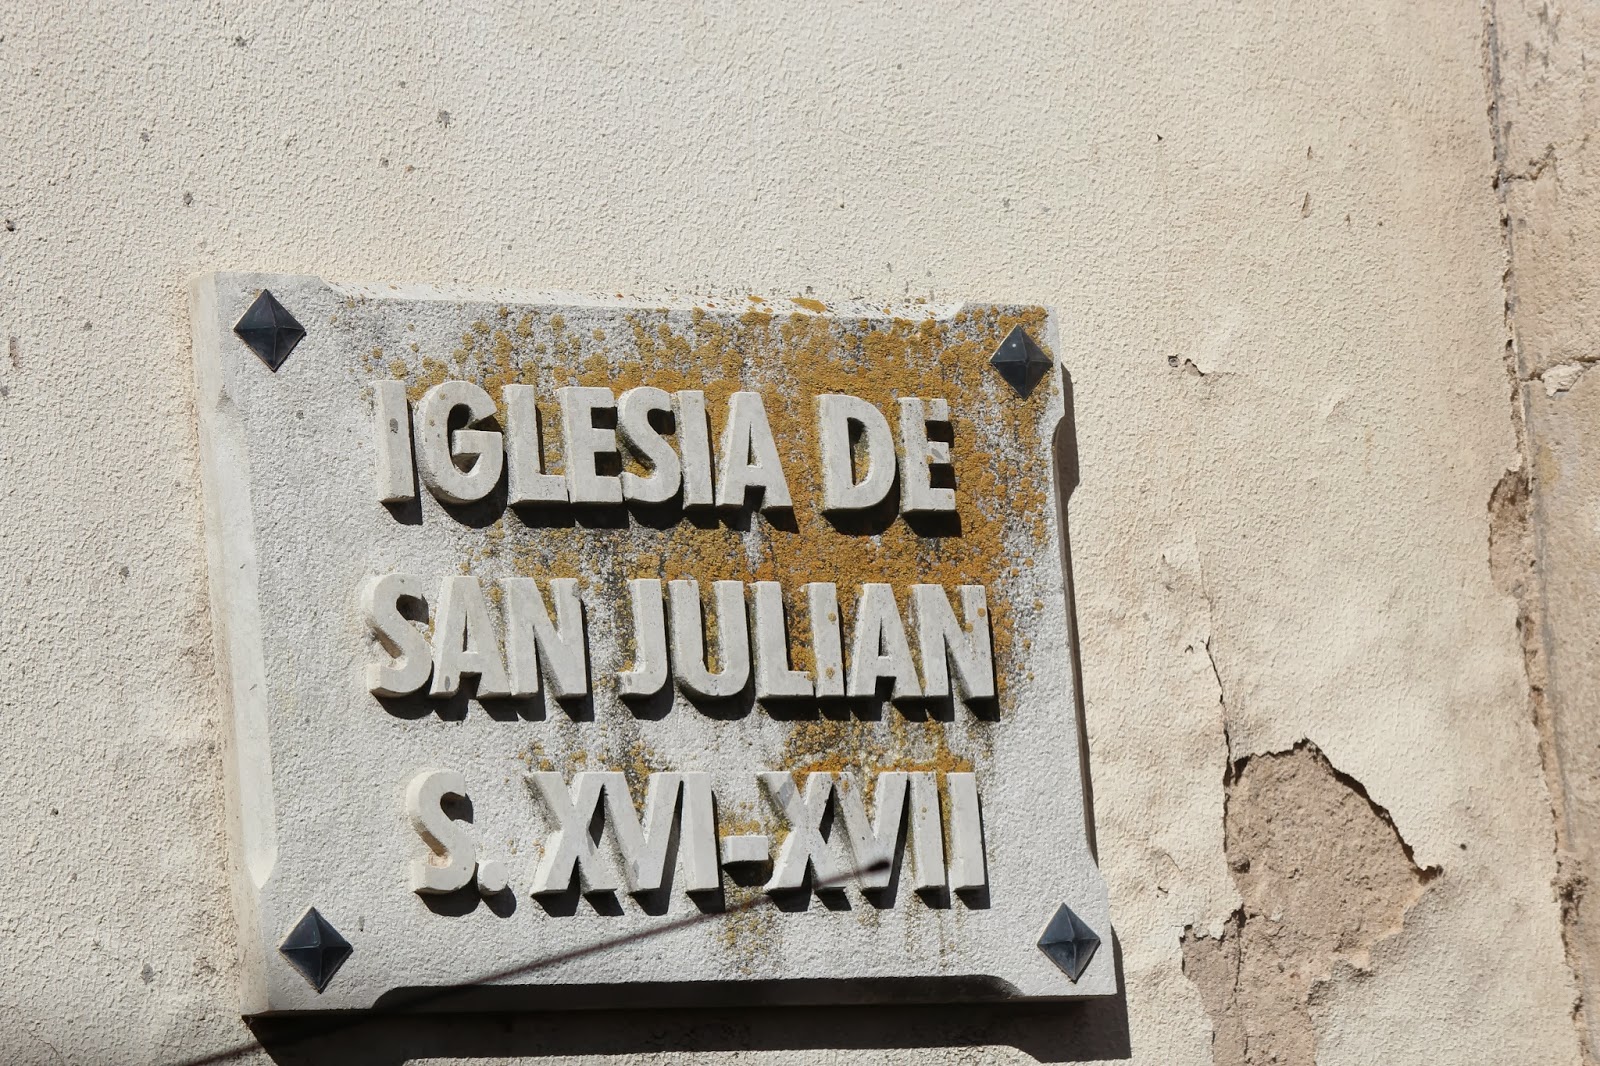 IGLESIA DE
SAN JULIAN
S. XVI-XVII